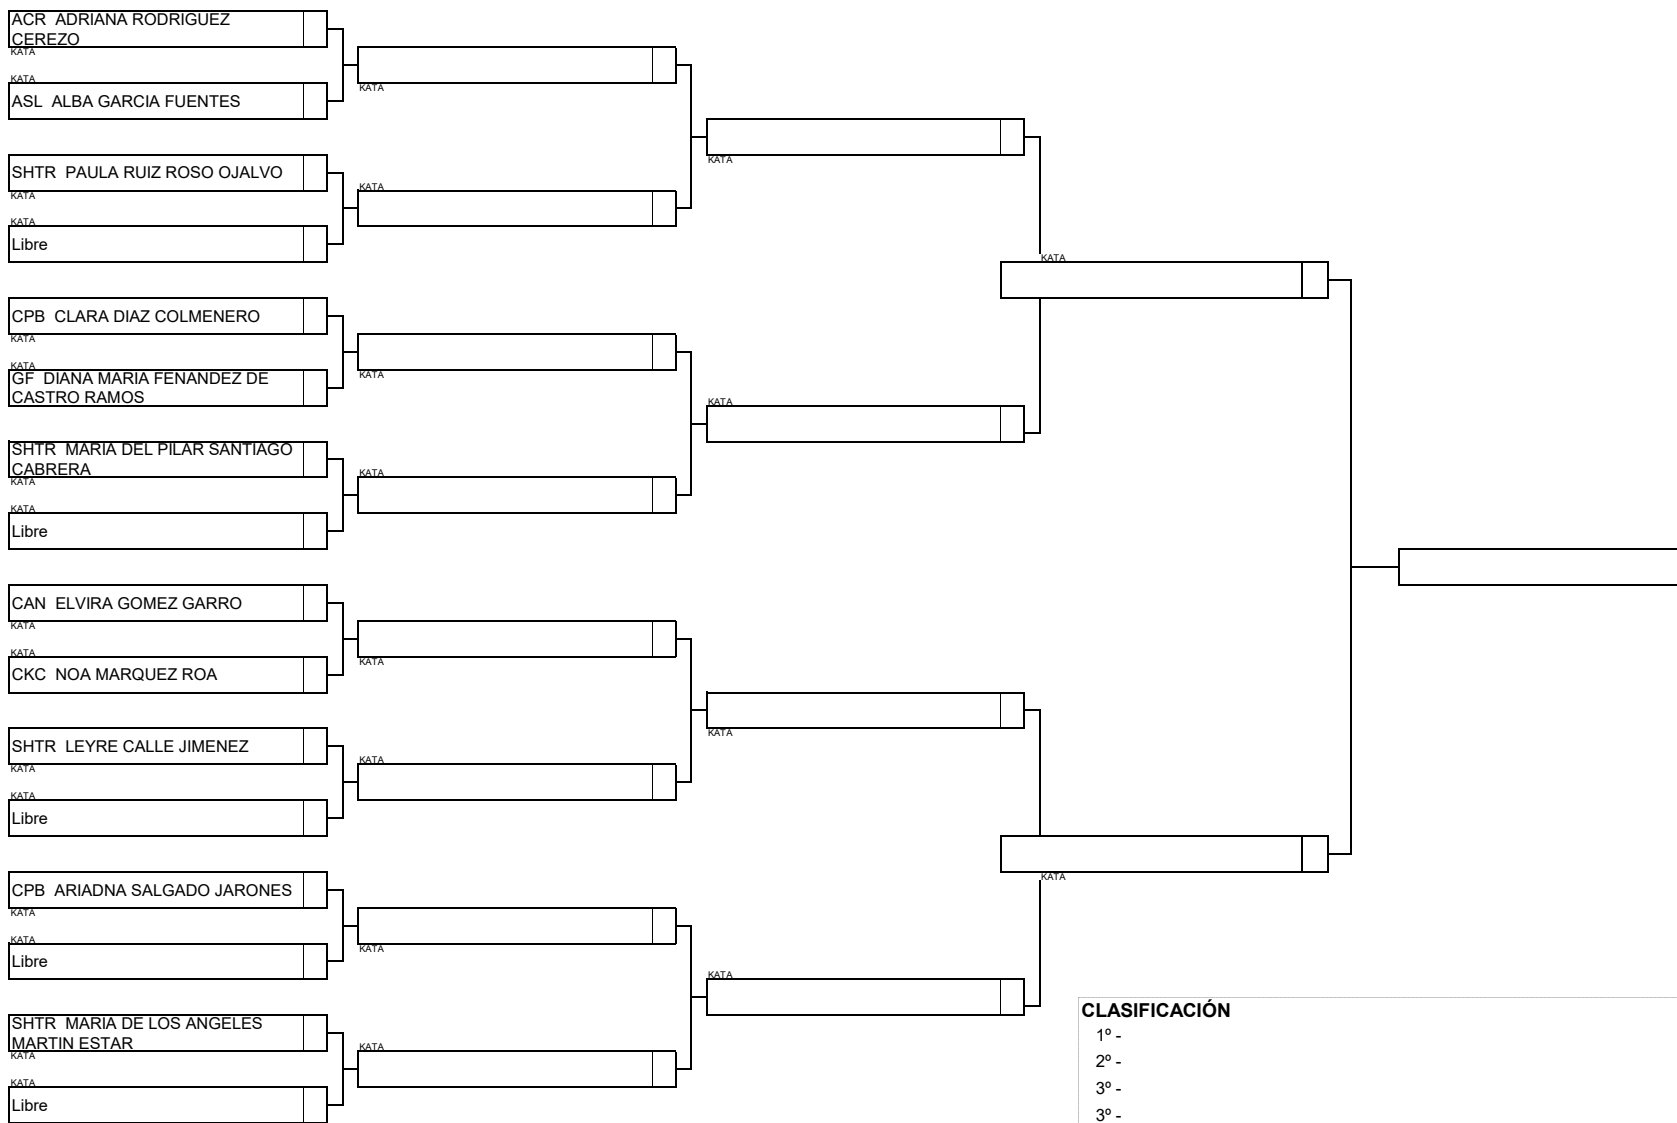 ACR ADRIANA RODRIGUEZ
CEREZO
KATA
KATA
ASL ALBA GARCIA FUENTES
SHTR PAULA RUIZ ROSO OJALVO
KATA
KATA
Libre
CPB CLARA DIAZ COLMENERO
KATA
KATA
GF DIANA MARIA FENANDEZ DE
CASTRO RAMOS
SHTR MARIA DEL PILAR SANTIAGO
CABRERA
KATA
KATA
Libre
CAN ELVIRA GOMEZ GARRO
KATA
KATA
CKC NOA MARQUEZ ROA
SHTR LEYRE CALLE JIMENEZ
KATA
KATA
Libre
CPB ARIADNA SALGADO JARONES
KATA
KATA
Libre
SHTR MARIA DE LOS ANGELES
MARTIN ESTAR
KATA
KATA
Libre
KATA
KATA
KATA
KATA
KATA
KATA
KATA
KATA
KATA
KATA
KATA
KATA
KATA
KATA
CLASIFICACIÓN
1º -
2º -
3º -
3º -